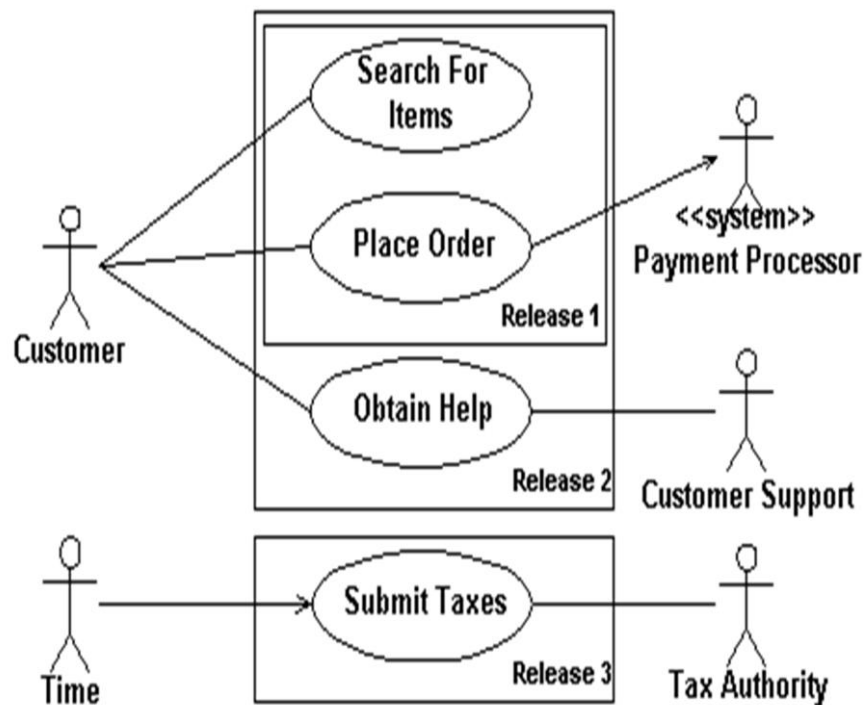 Search For
Items
Place Order
<<system>>
Payment Processor
Release 1
Customer
Obtain Help
Release 2
Customer Support
Submit Taxes
Release 3
Time
Tax Authority